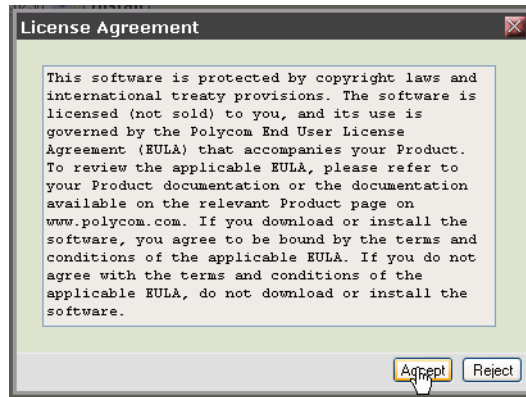 License Agreement
This software is protected by copyright laws and
international treaty provisions. The software is
licensed (not sold) to you, and its use is
governed by the Polycom End User License
Agreement (EULA) that accompanies your Product.
To review the applicable EULA, please refer to
your Product documentation or the documentation
available on the relevant Product page on
www.polycom.com. If you download or install the
software, you agree to be bound by the terms and
conditions of the applicable EULA. If you do not
agree with the terms and conditions of the
applicable EULA, do not download or install the
software.
Accept Reject